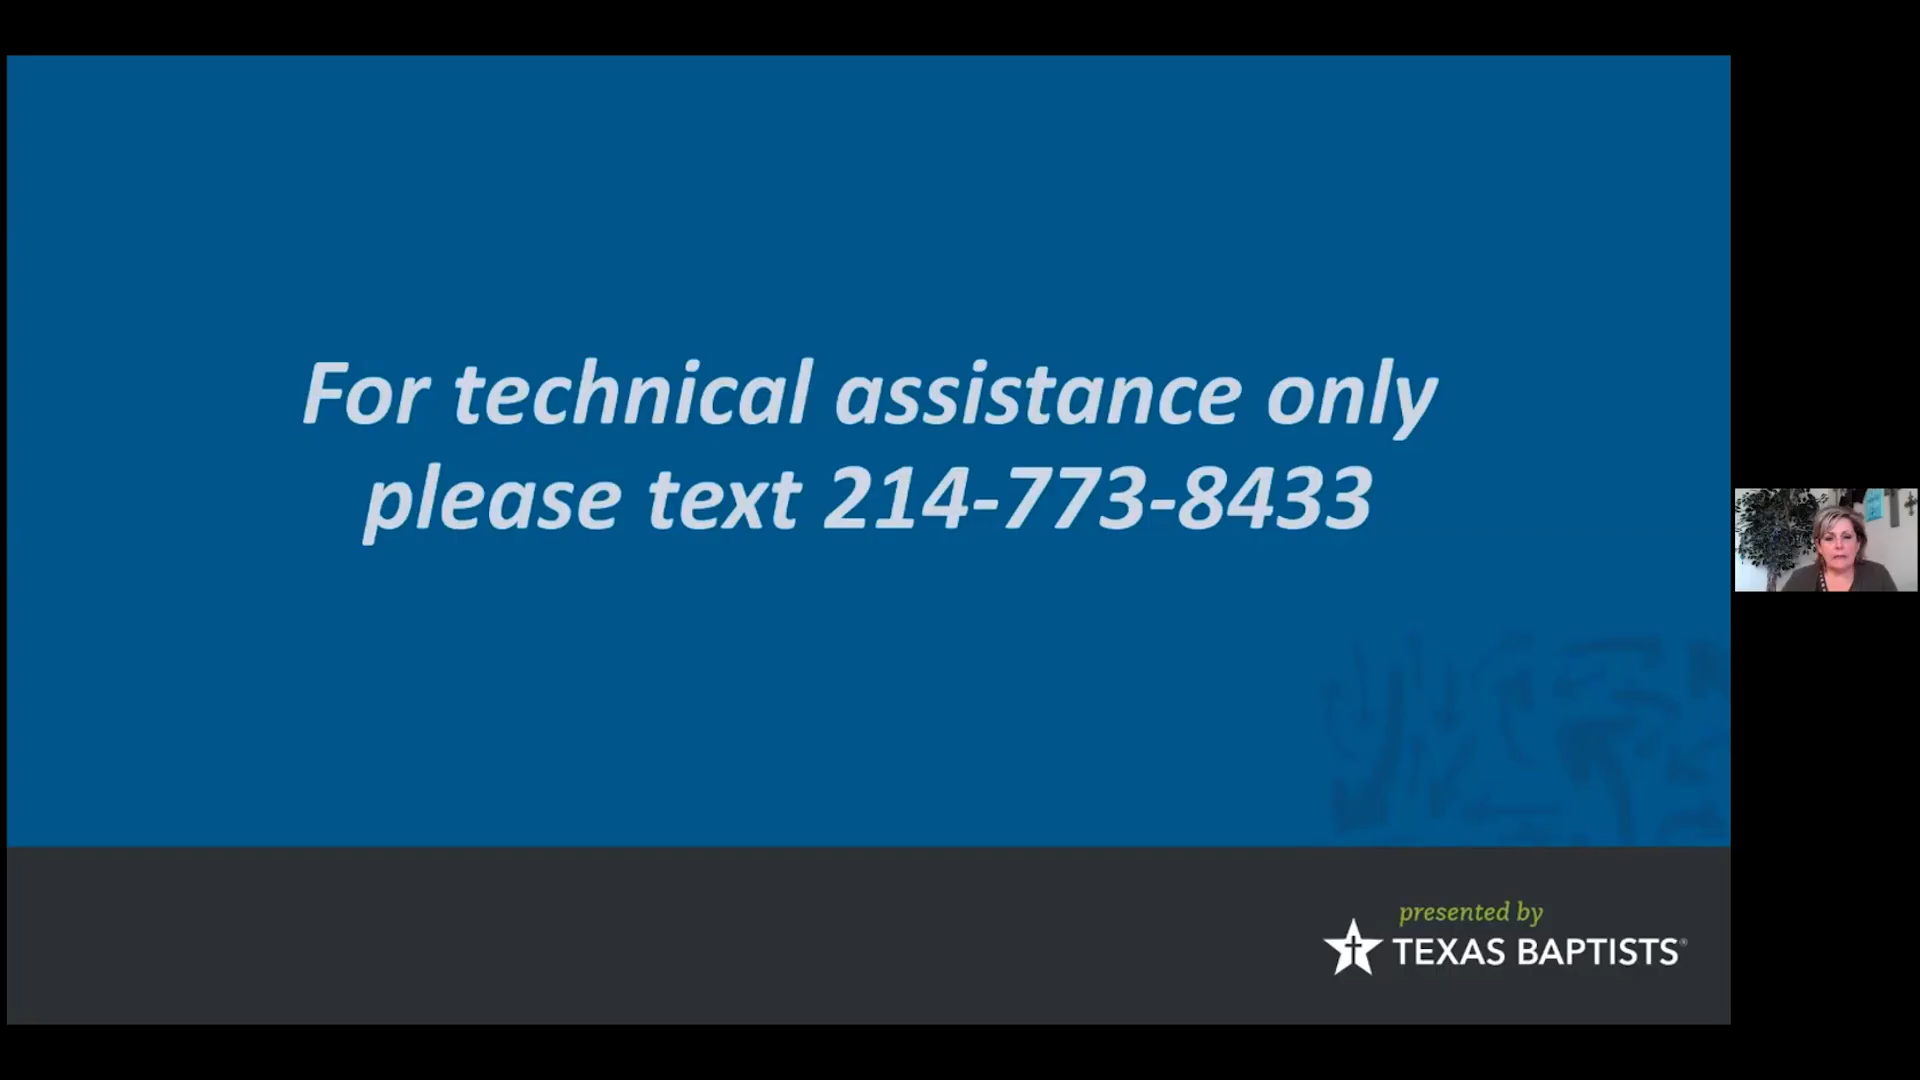 For technical assistance only
please text 214-773-8433
presented by
TEXAS BAPTISTS®